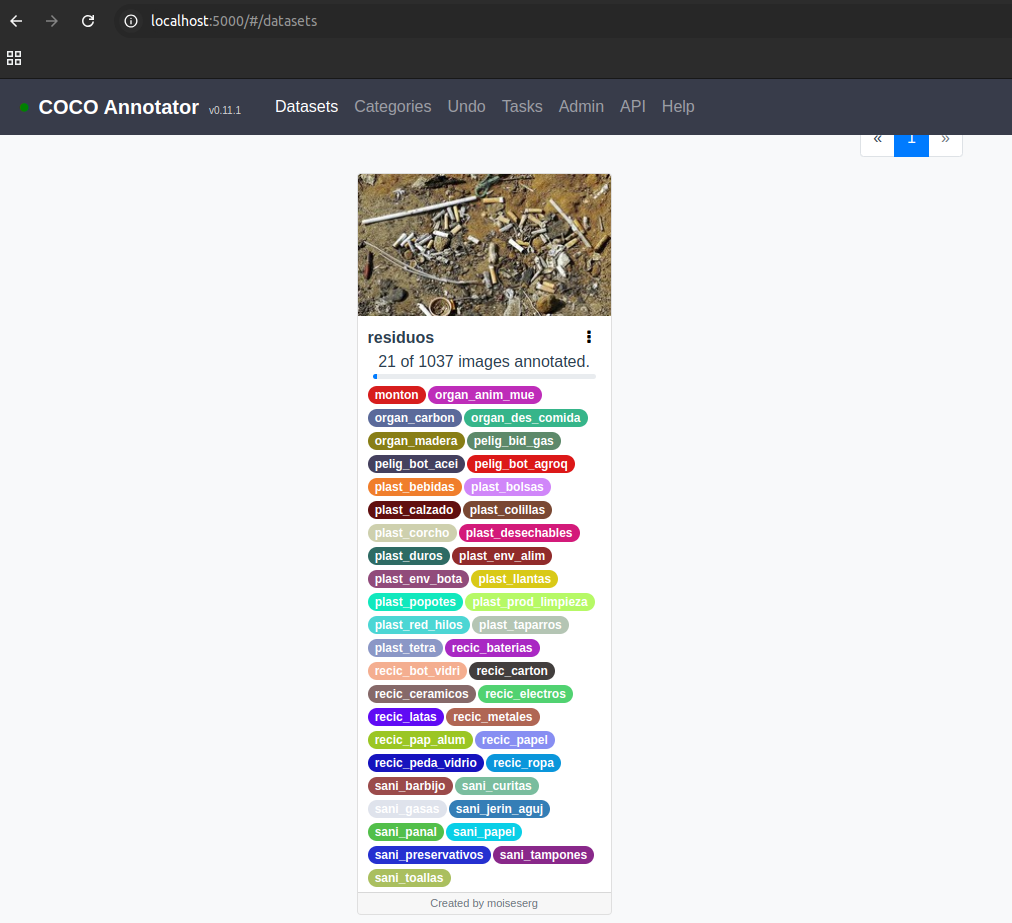 localhost:5000/#/datasets
COCO Annotator v0.11.1 Datasets Categories Undo Tasks Admin API Help
« 1 »
residuos
21 of 1037 images annotated.
monton organ_anim_mue
organ_carbon organ_des_comida
organ_madera pelig_bid_gas
pelig_bot_acei pelig_bot_agroq
plast_bebidas plast_bolsas
plast_calzado plast_colillas
plast_corcho plast_desechables
plast_duros plast_env_alim
plast_env_bota plast_llantas
plast_popotes plast_prod_limpieza
plast_red_hilos plast_taparros
plast_tetra recic_baterias
recic_bot_vidri recic_carton
recic_ceramicos recic_electros
recic_latas recic_metales
recic_pap_alum recic_papel
recic_peda_vidrio recic_ropa
sani_barbijo sani_curitas
sani_gasas sani_jerin_aguj
sani_panal sani_papel
sani_preservativos sani_tampones
sani_toallas
Created by moiseserg